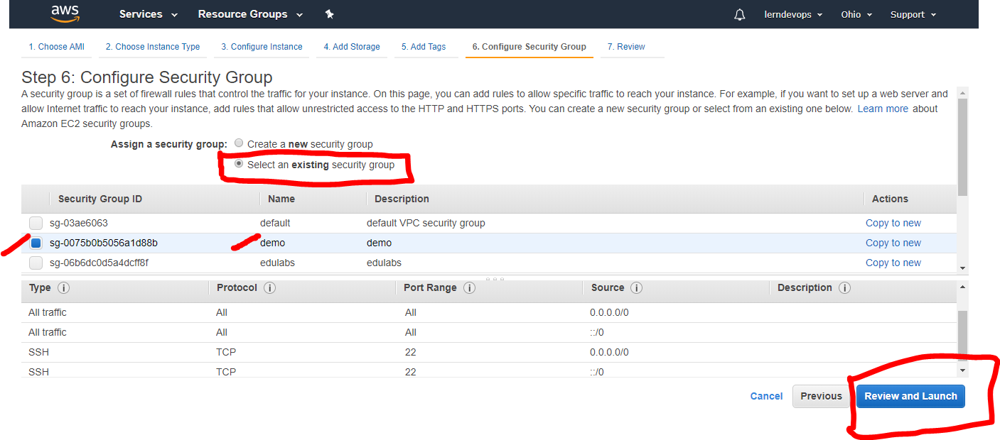 aws Services Resource Groups lerndevops Ohio Support
1. Choose AMI 2. Choose Instance Type 3. Configure Instance 4. Add Storage 5. Add Tags 6. Configure Security Group 7. Review
Step 6: Configure Security Group
A security group is a set of firewall rules that control the traffic for your instance. On this page, you can add rules to allow specific traffic to reach your instance. For example, if you want to set up a web server and
allow Internet traffic to reach your instance, add rules that allow unrestricted access to the HTTP and HTTPS ports. You can create a new security group or select from an existing one below. Learn more about
Amazon EC2 security groups.
Assign a security group: Create a new security group
Select an existing security group
Security Group ID Name Description Actions
sg-03ae6063 default default VPC security group Copy to new
sg-0075b0b5056a1d88b demo demo Copy to new
sg-06b6dc0d5a4dcff8f edulabs edulabs Copy to new
Type i Protocol i Port Range i Source i Description i
All traffic All All 0.0.0.0/0
All traffic All All ::/0
SSH TCP 22 0.0.0.0/0
SSH TCP 22 ::/0
Cancel Previous Review and Launch